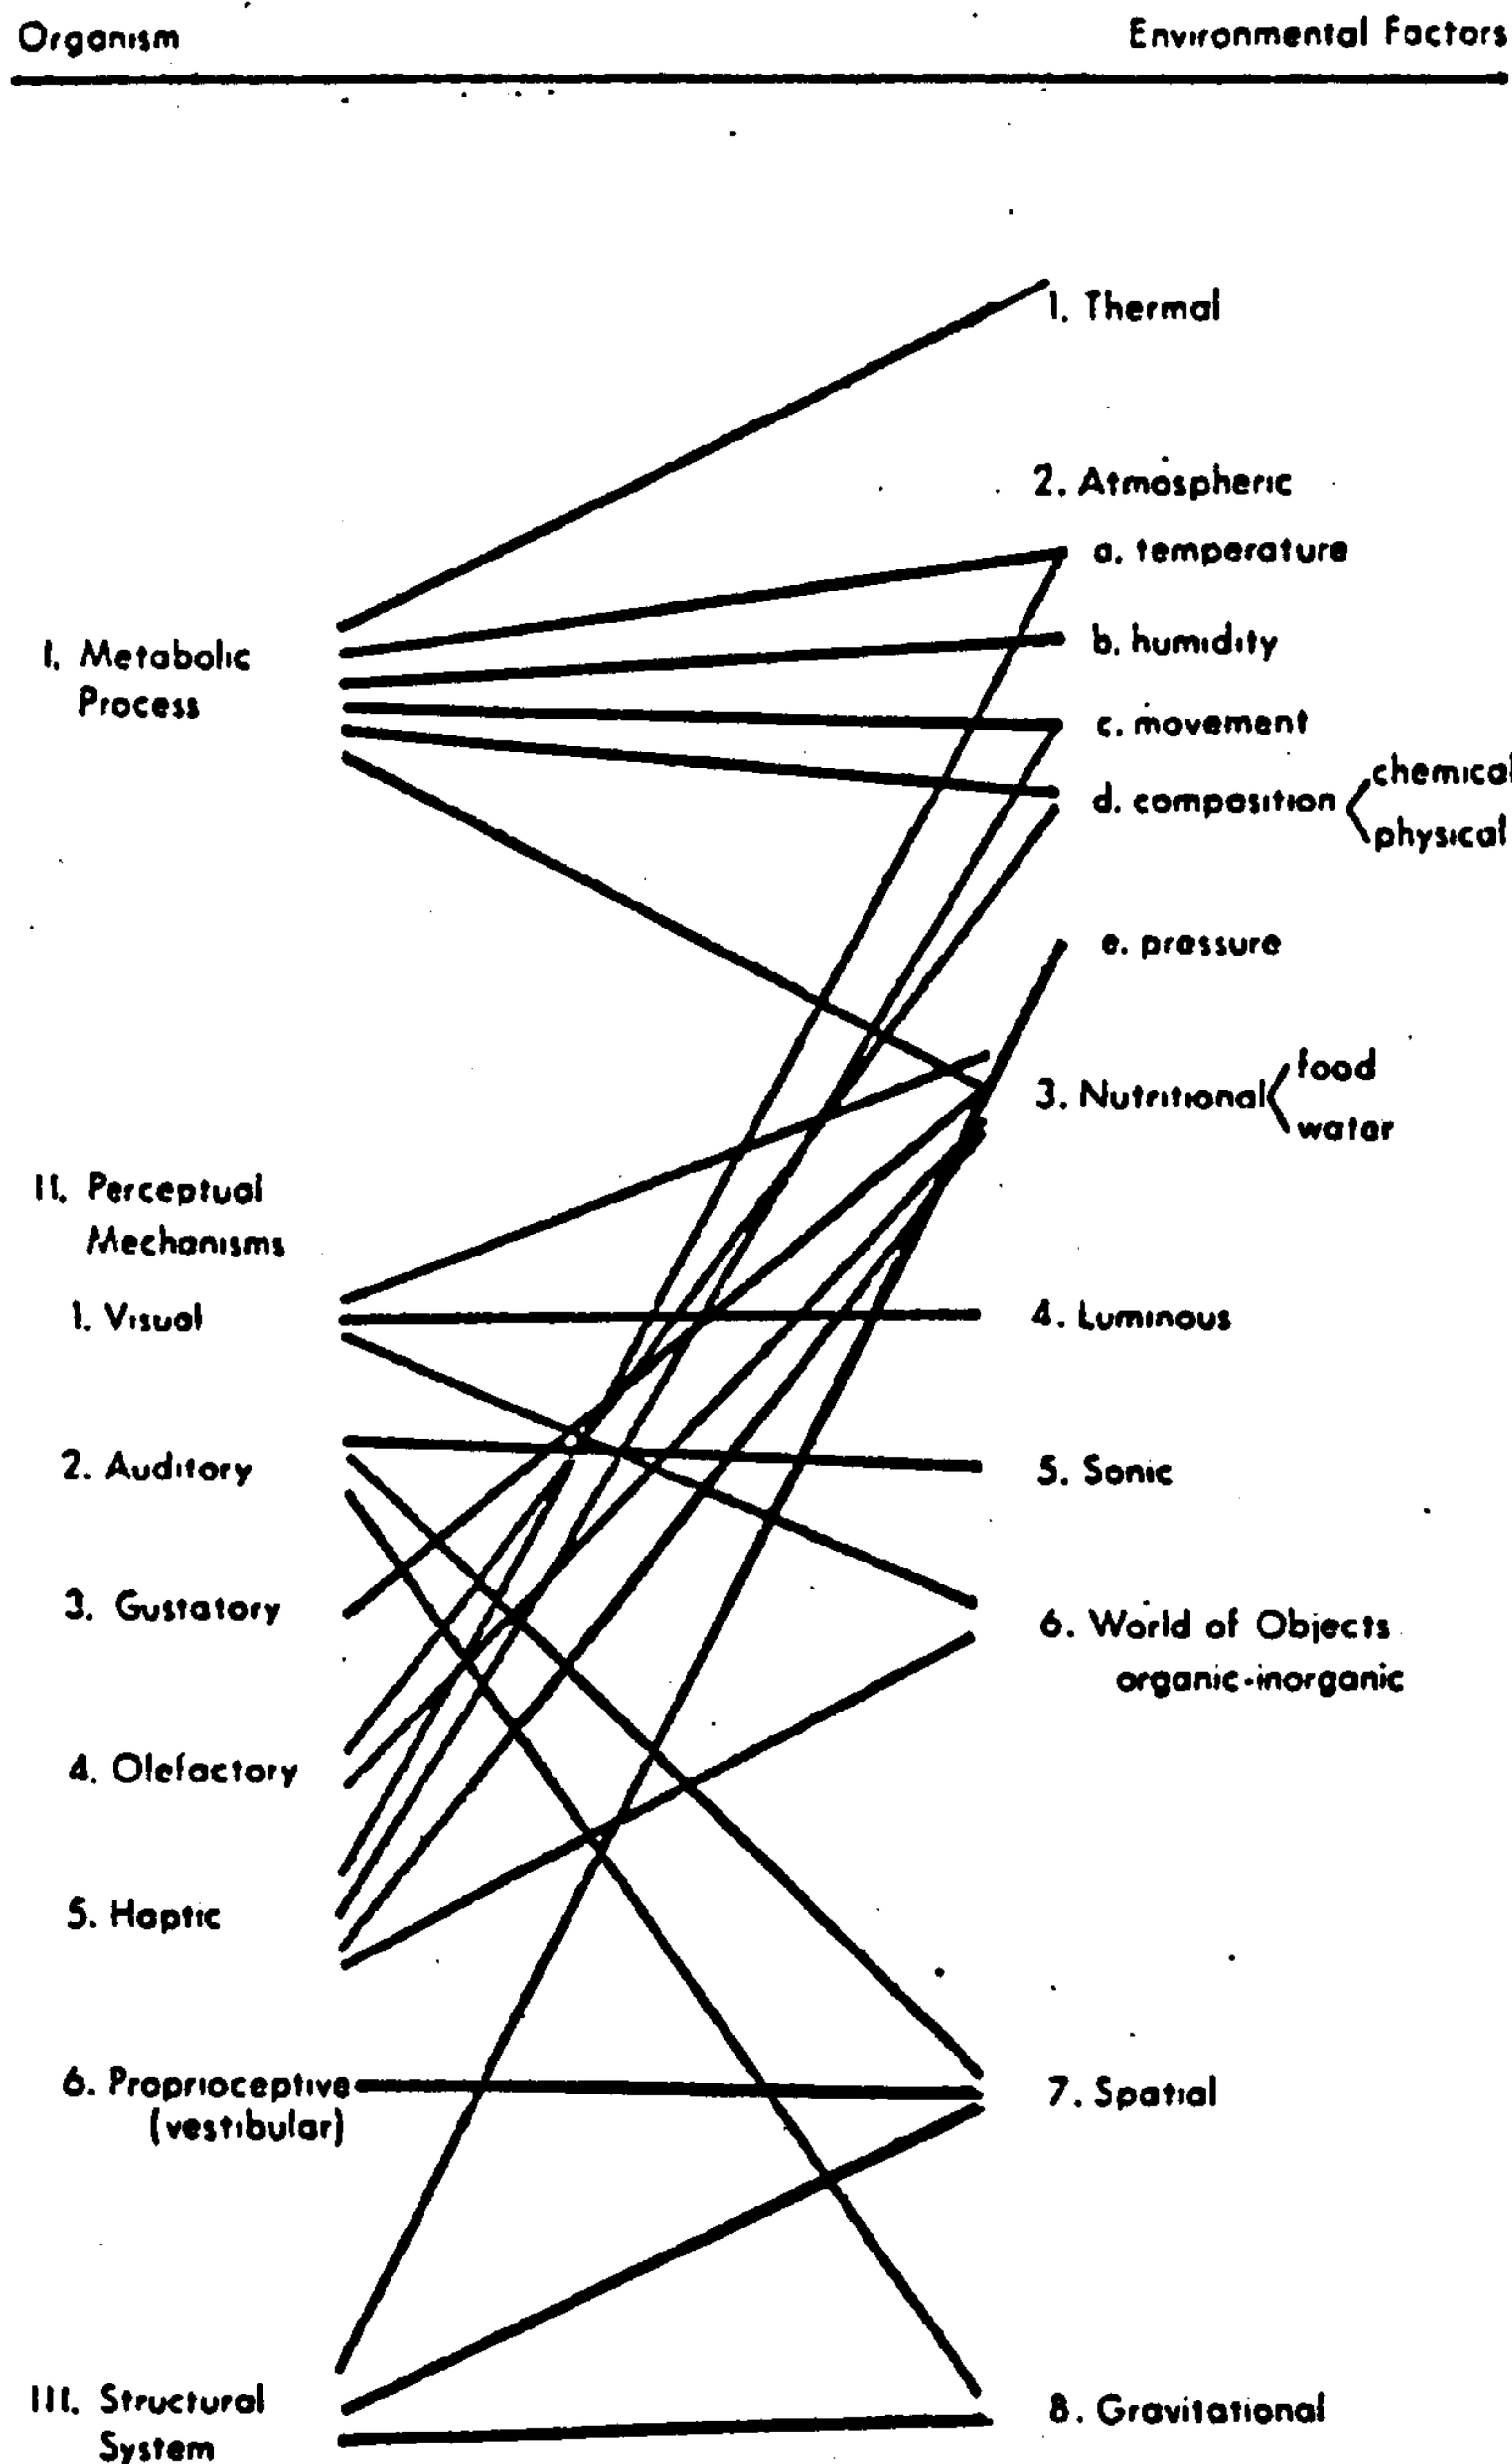 Organism
Environmental Factors
1. Thermal
2. Atmospheric
a. temperature
b. humidity
c. movement
d. composition
chemical
physical
e. pressure
3. Nutritional
food
water
4. Luminous
5. Sonic
6. World of Objects
organic-inorganic
7. Spatial
8. Gravitational
I. Metabolic
Process
II. Perceptual
Mechanisms
1. Visual
2. Auditory
3. Gustatory
4. Olefactory
5. Haptic
6. Proprioceptive
(vestibular)
III. Structural
System